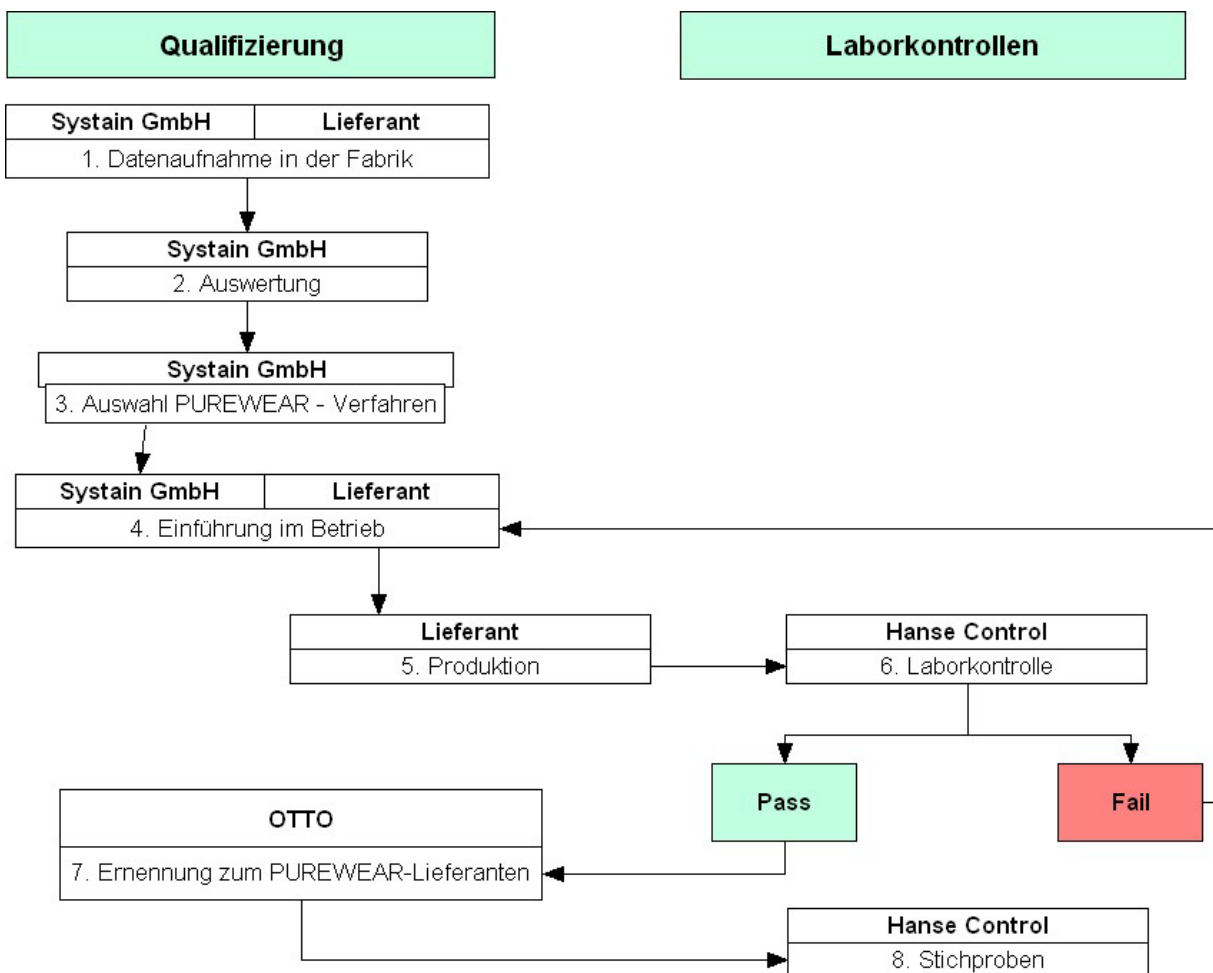 Qualifizierung
Laborkontrollen
Systain GmbH
Lieferant
1. Datenaufnahme in der Fabrik
Systain GmbH
2. Auswertung
Systain GmbH
3. Auswahl PUREWEAR - Verfahren
Systain GmbH
Lieferant
4. Einführung im Betrieb
Lieferant
5. Produktion
Hanse Control
6. Laborkontrolle
Pass
Fail
OTTO
7. Ernennung zum PUREWEAR-Lieferanten
Hanse Control
8. Stichproben